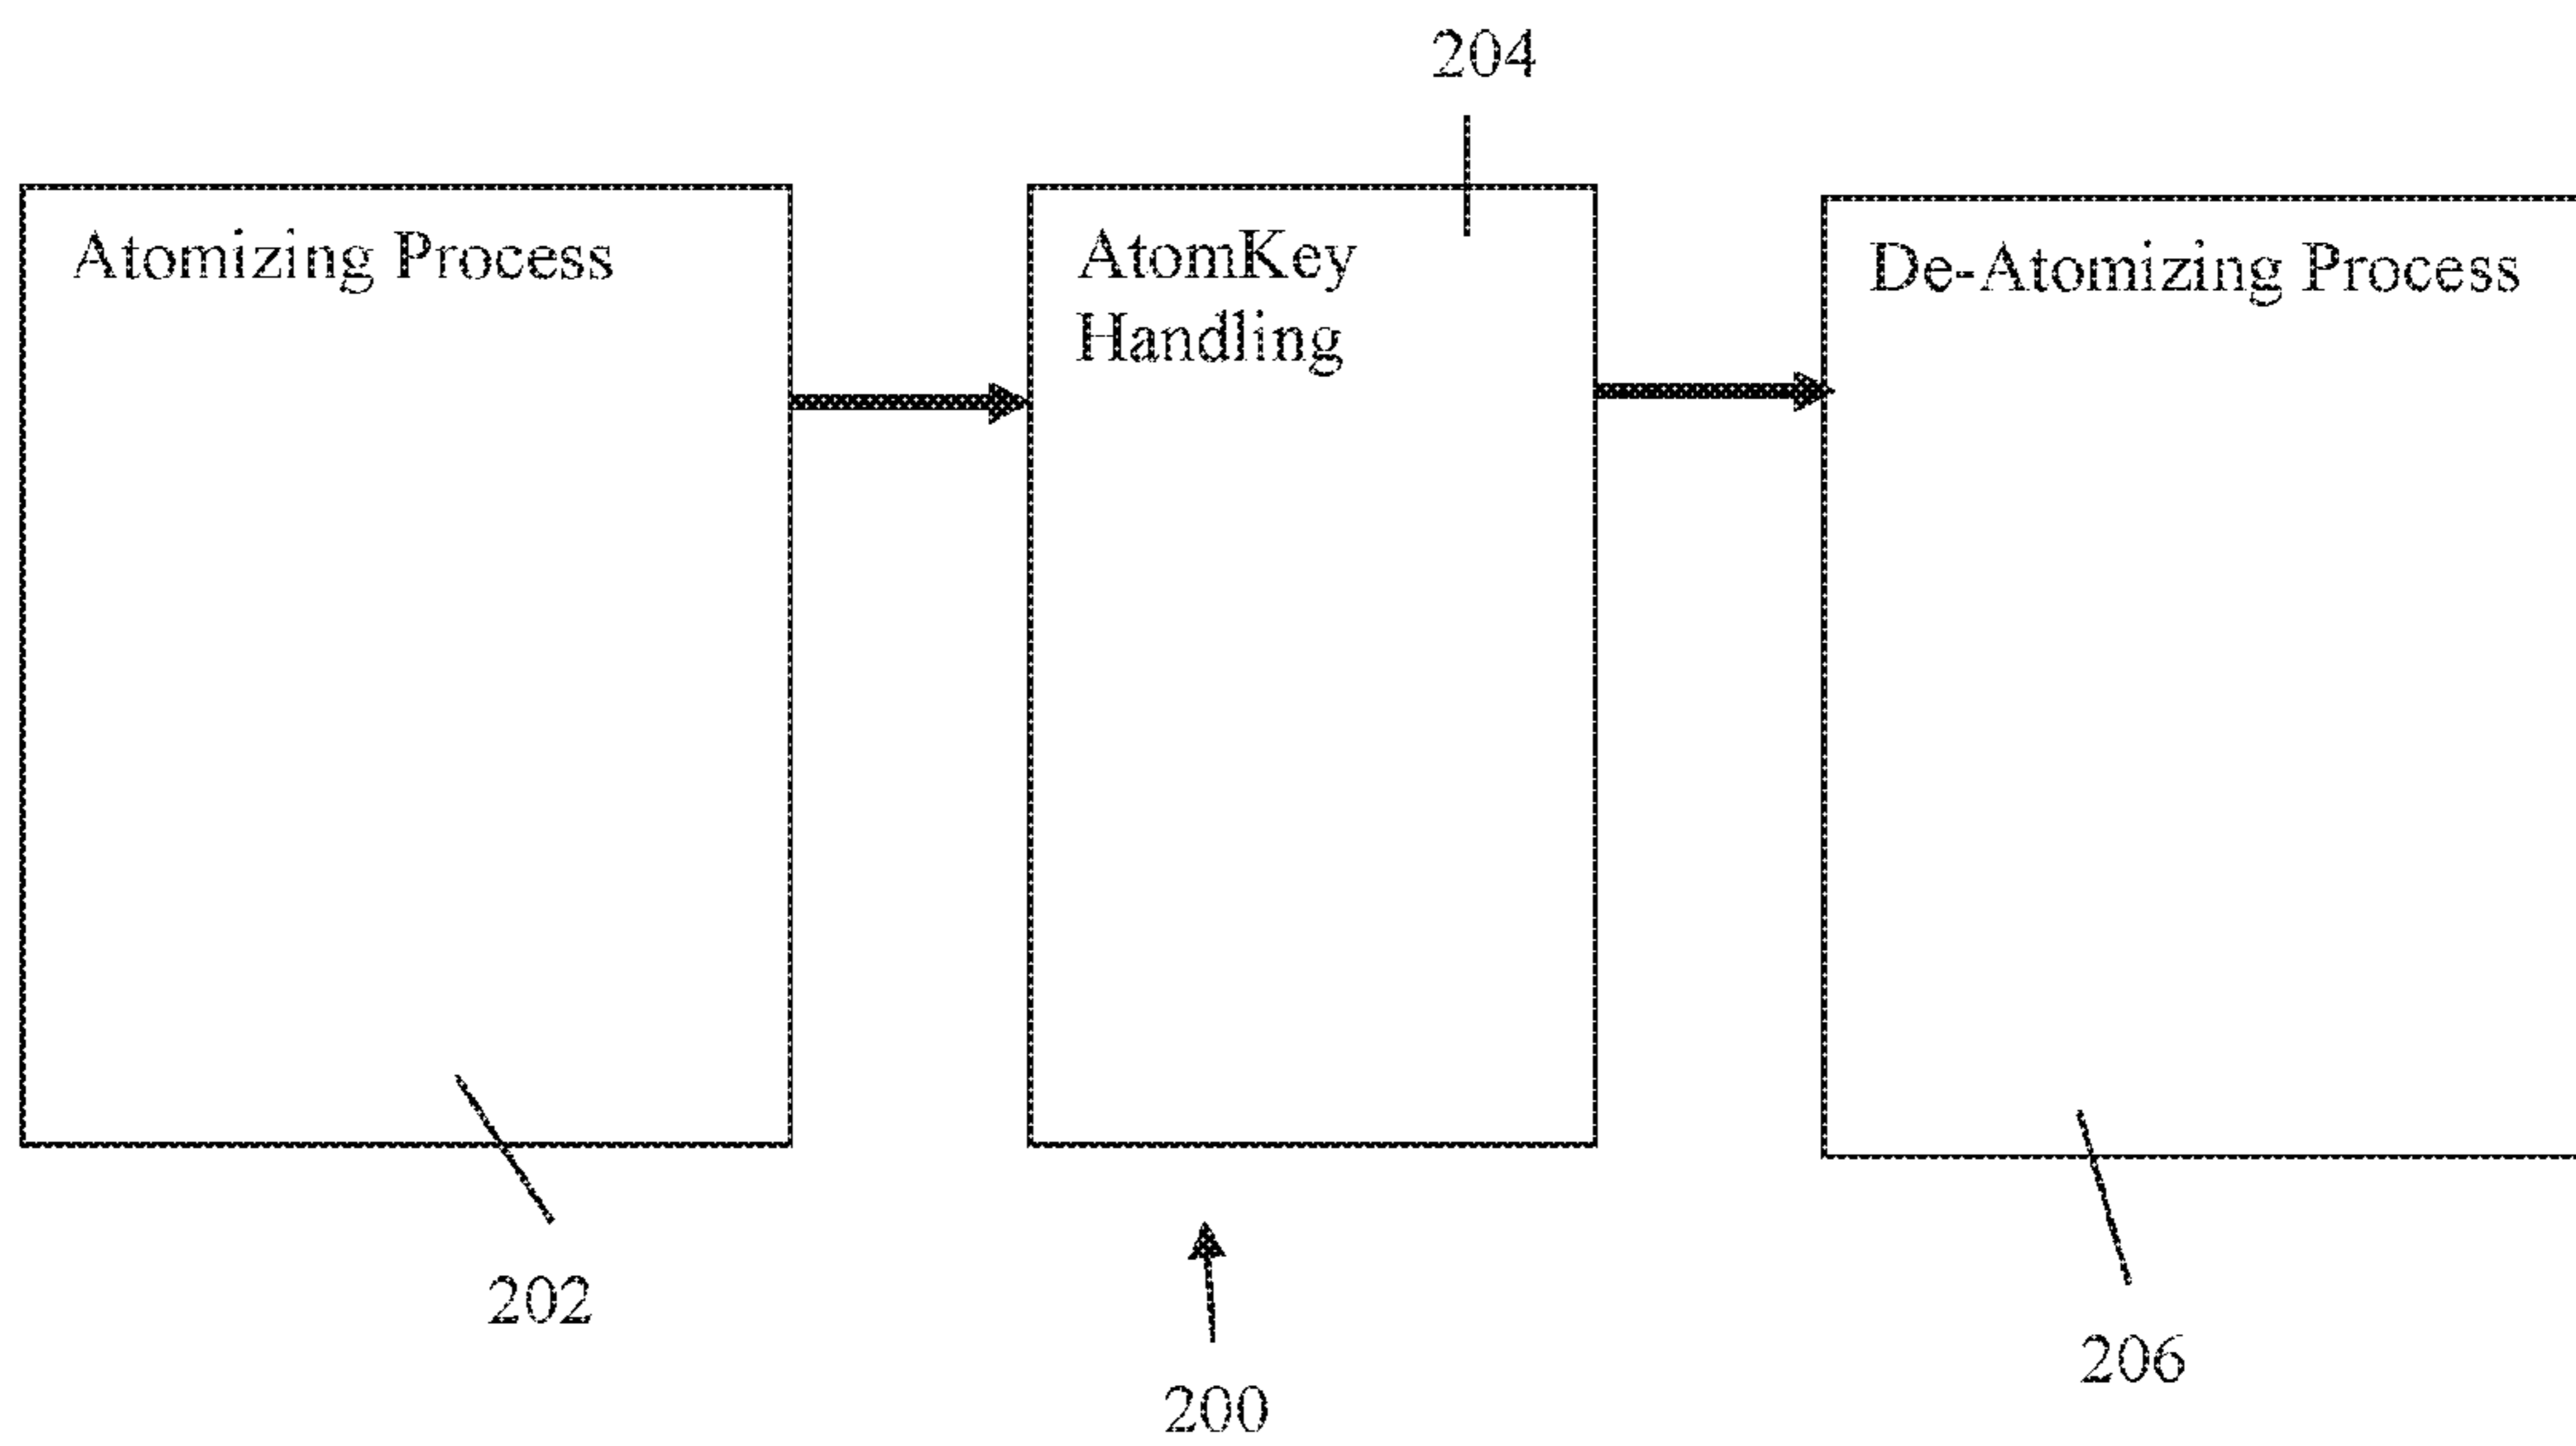 204
Atomizing Process
AtomKey
Handling
De-Atomizing Process
202
200
206